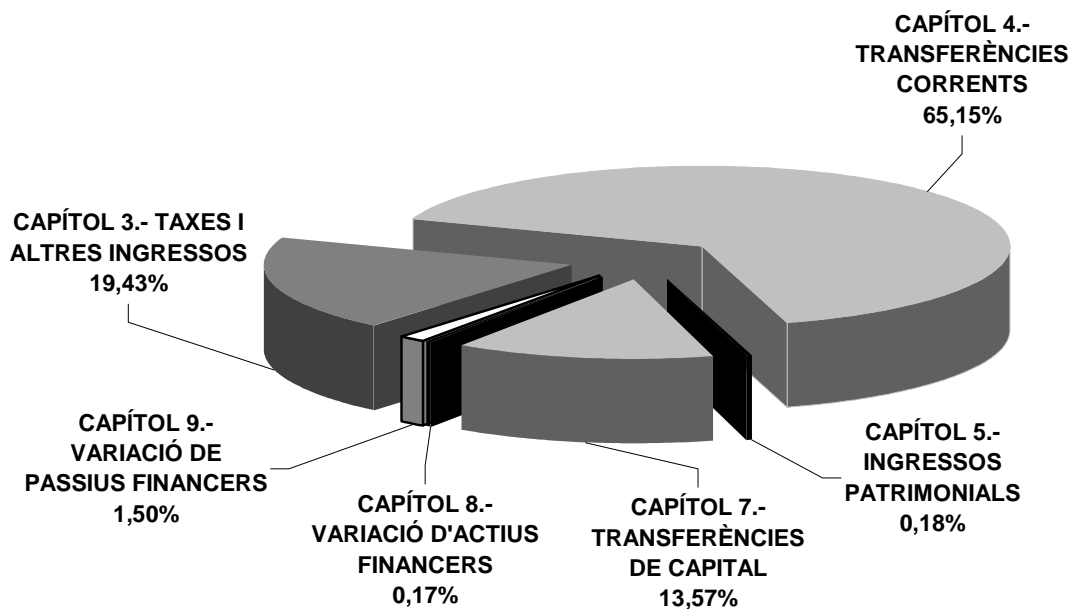 CAPÍTOL 4.-
TRANSFERÈNCIES
CORRENTS
65,15%
CAPÍTOL 3.- TAXES I
ALTRES INGRESSOS
19,43%
CAPÍTOL 9.-
VARIACIÓ DE
PASSIUS FINANCERS
1,50%
CAPÍTOL 8.-
VARIACIÓ D'ACTIUS
FINANCERS
0,17%
CAPÍTOL 7.-
TRANSFERÈNCIES
DE CAPITAL
13,57%
CAPÍTOL 5.-
INGRESSOS
PATRIMONIALS
0,18%